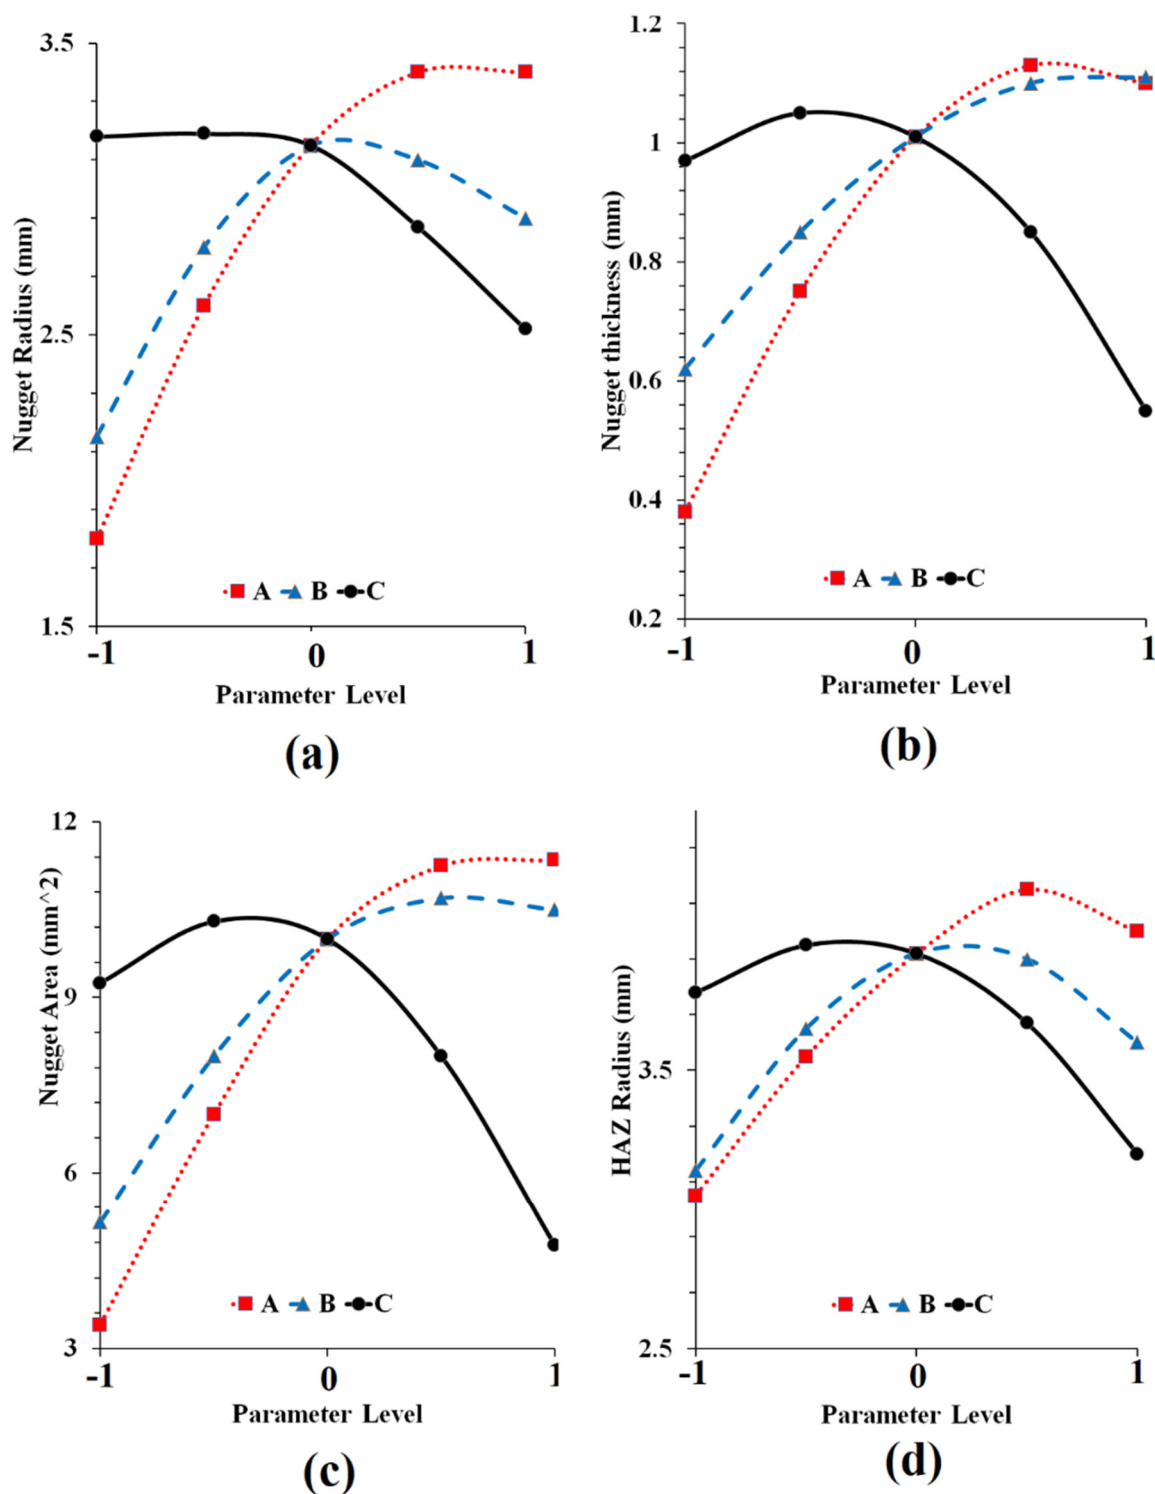 3.5
2.5
1.5
Nugget Radius (mm)
A B C
-1 0 1
Parameter Level
(a)
1.2
1
0.8
0.6
0.4
0.2
Nugget thickness (mm)
A B C
-1 0 1
Parameter Level
(b)
12
9
6
3
Nugget Area (mm^2)
A B C
-1 0 1
Parameter Level
(c)
3.5
2.5
HAZ Radius (mm)
A B C
-1 0 1
Parameter Level
(d)